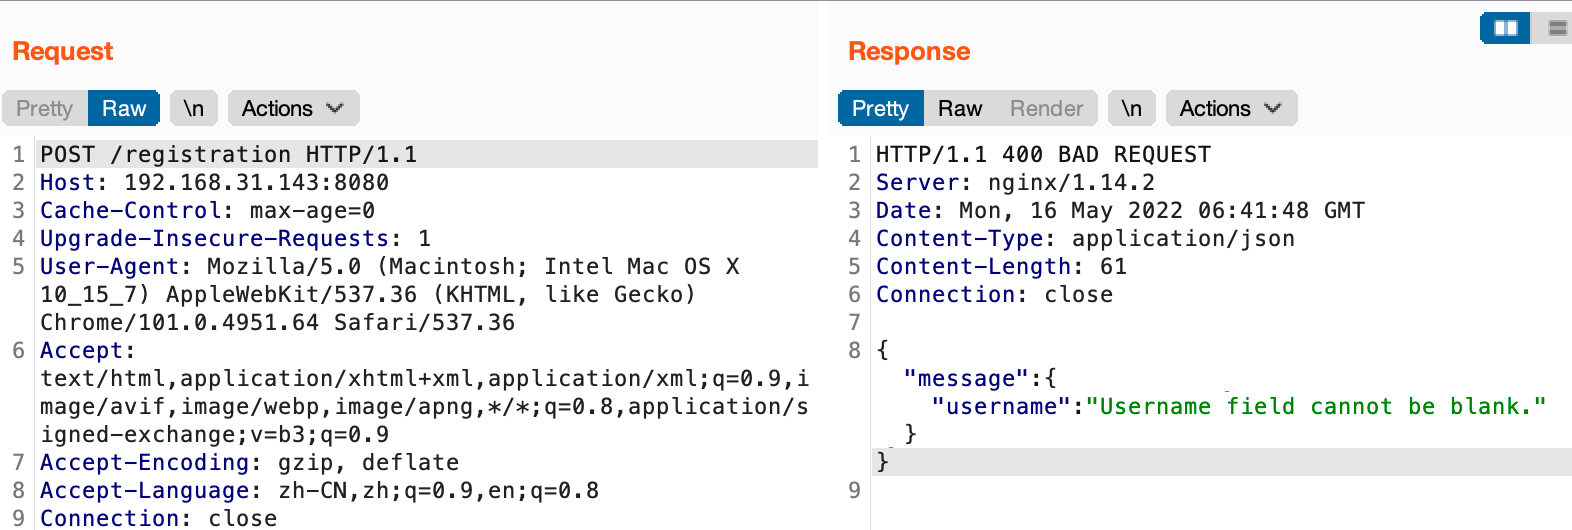 Request
Pretty Raw \n Actions
1 POST /registration HTTP/1.1
2 Host: 192.168.31.143:8080
3 Cache-Control: max-age=0
4 Upgrade-Insecure-Requests: 1
5 User-Agent: Mozilla/5.0 (Macintosh; Intel Mac OS X
10_15_7) AppleWebKit/537.36 (KHTML, like Gecko)
Chrome/101.0.4951.64 Safari/537.36
6 Accept:
text/html,application/xhtml+xml,application/xml;q=0.9,i
mage/avif,image/webp,image/apng,*/*;q=0.8,application/s
igned-exchange;v=b3;q=0.9
7 Accept-Encoding: gzip, deflate
8 Accept-Language: zh-CN,zh;q=0.9,en;q=0.8
9 Connection: close
Response
Pretty Raw Render \n Actions
1 HTTP/1.1 400 BAD REQUEST
2 Server: nginx/1.14.2
3 Date: Mon, 16 May 2022 06:41:48 GMT
4 Content-Type: application/json
5 Content-Length: 61
6 Connection: close
7
8 {
"message":{
"username":"Username field cannot be blank."
}
}
9